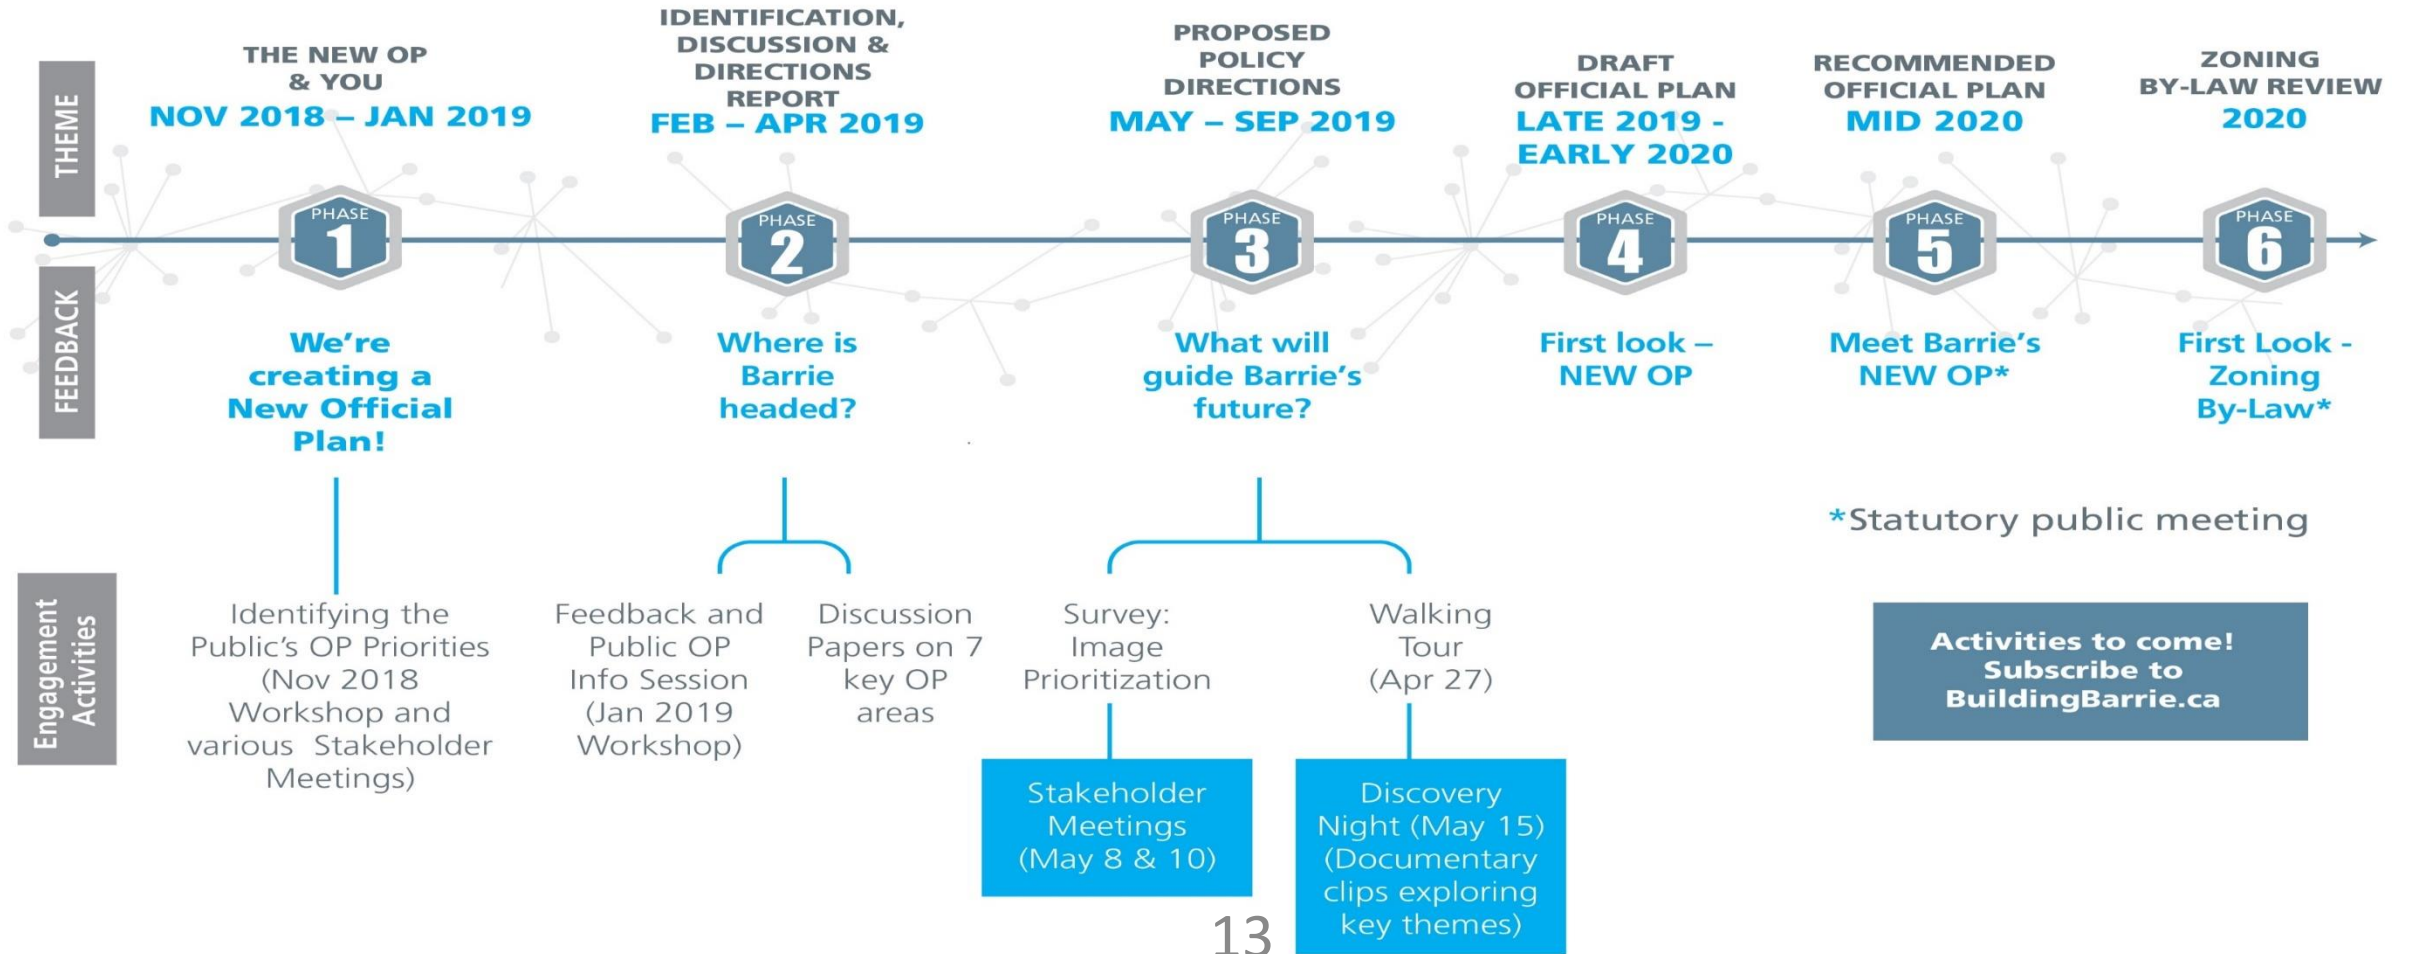 THEME
THE NEW OP
& YOU
NOV 2018 – JAN 2019
IDENTIFICATION,
DISCUSSION &
DIRECTIONS
REPORT
FEB – APR 2019
PROPOSED
POLICY
DIRECTIONS
MAY – SEP 2019
DRAFT
OFFICIAL PLAN
LATE 2019 -
EARLY 2020
RECOMMENDED
OFFICIAL PLAN
MID 2020
ZONING
BY-LAW REVIEW
2020
PHASE
1
PHASE
2
PHASE
3
PHASE
4
PHASE
5
PHASE
6
FEEDBACK
We're
creating a
New Official
Plan!
Where is
Barrie
headed?
What will
guide Barrie's
future?
First look –
NEW OP
Meet Barrie's
NEW OP*
First Look -
Zoning
By-Law*
*Statutory public meeting
Engagement
Activities
Identifying the
Public's OP Priorities
(Nov 2018
Workshop and
various Stakeholder
Meetings)
Feedback and
Public OP
Info Session
(Jan 2019
Workshop)
Discussion
Papers on 7
key OP
areas
Survey:
Image
Prioritization
Walking
Tour
(Apr 27)
Stakeholder
Meetings
(May 8 & 10)
Discovery
Night (May 15)
(Documentary
clips exploring
key themes)
Activities to come!
Subscribe to
BuildingBarrie.ca
13